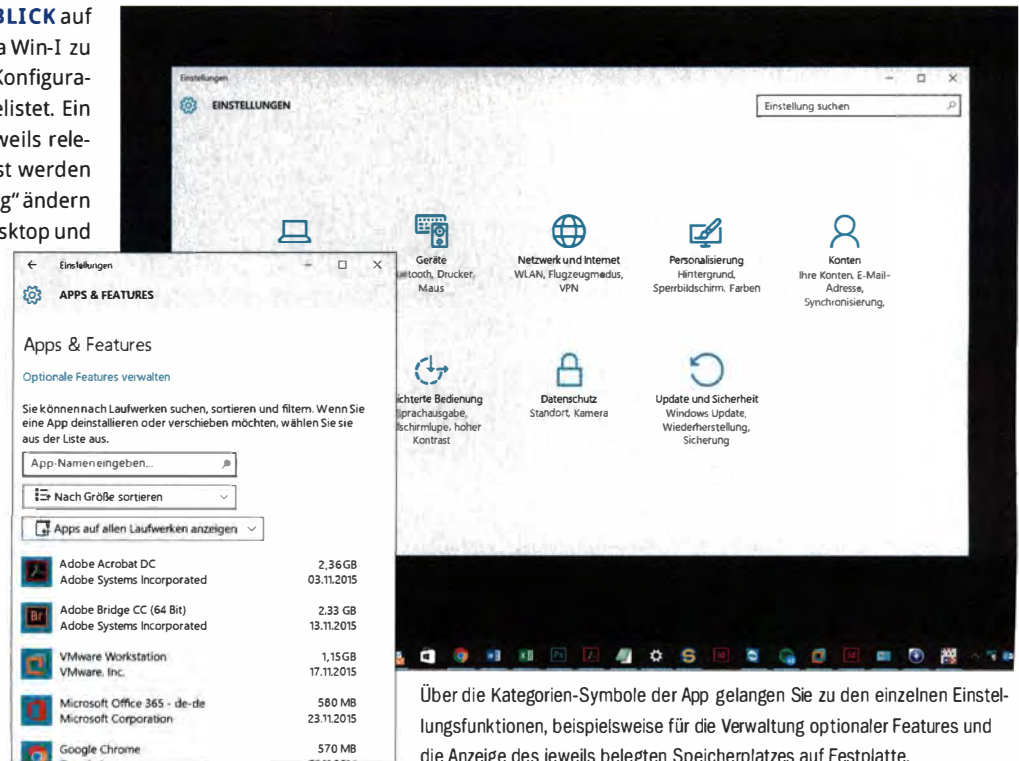 BLICK auf
a Win-I zu
Konfigura-
elistet. Ein
weils rele-
st werden
g" ändern
sktop und
Einstellungen
EINSTELLUNGEN
Einstellung suchen
Geräte
Bluetooth, Drucker,
Maus
Netzwerk und Internet
WLAN, Flugzeugmodus,
VPN
Personalisierung
Hintergrund,
Sperrbildschirm. Farben
Konten
Ihre Konten, E-Mail-
Adresse,
Synchronisierung,
ichterte Bedienung
Sprachausgabe,
dschirmlupe, hoher
Kontrast
Datenschutz
Standort, Kamera
Update und Sicherheit
Windows Update,
Wiederherstellung,
Sicherung
Einstellungen
APPS & FEATURES
Apps & Features
Optionale Features verwalten
Sie können nach Laufwerken suchen, sortieren und filtern. Wenn Sie
eine App deinstallieren oder verschieben möchten, wählen Sie sie
aus der Liste aus.
App-Namen eingeben...
Nach Größe sortieren
Apps auf allen Laufwerken anzeigen
Adobe Acrobat DC 2,36GB
Adobe Systems Incorporated 03.11.2015
Adobe Bridge CC (64 Bit) 2.33 GB
Adobe Systems Incorporated 13.11.2015
VMware Workstation 1,15GB
VMware. Inc. 17.11.2015
Microsoft Office 365 - de-de 580 MB
Microsoft Corporation 23.11.2015
Google Chrome 570 MB
Über die Kategorien-Symbole der App gelangen Sie zu den einzelnen Einstel-
lungsfunktionen, beispielsweise für die Verwaltung optionaler Features und
die Anzeige des jeweils belegten Speicherplatzes auf Festplatte.